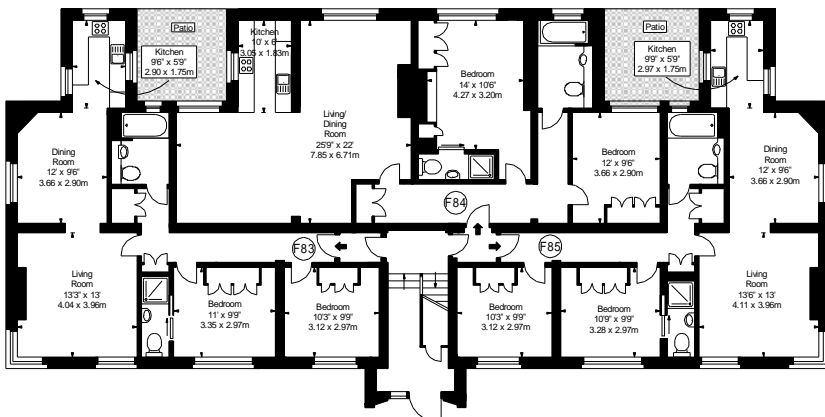 Patio
Kitchen
9'6" x 5'9"
2.90 x 1.75m
Kitchen
10' x 6'
3.05 x 1.83m
Bedroom
14' x 10'6"
4.27 x 3.20m
Patio
Kitchen
9'9" x 5'9"
2.97 x 1.75m
Living/
Dining
Room
25'9" x 22'
7.85 x 6.71m
Dining
Room
12' x 9'6"
3.66 x 2.90m
Bedroom
12' x 9'6"
3.66 x 2.90m
Dining
Room
12' x 9'6"
3.66 x 2.90m
F84
F83
F85
Living
Room
13'3" x 13'
4.04 x 3.96m
Bedroom
11' x 9'9"
3.35 x 2.97m
Bedroom
10'3" x 9'9"
3.12 x 2.97m
Bedroom
10'3" x 9'9"
3.12 x 2.97m
Bedroom
10'9" x 9'9"
3.28 x 2.97m
Living
Room
13'6" x 13'
4.11 x 3.96m